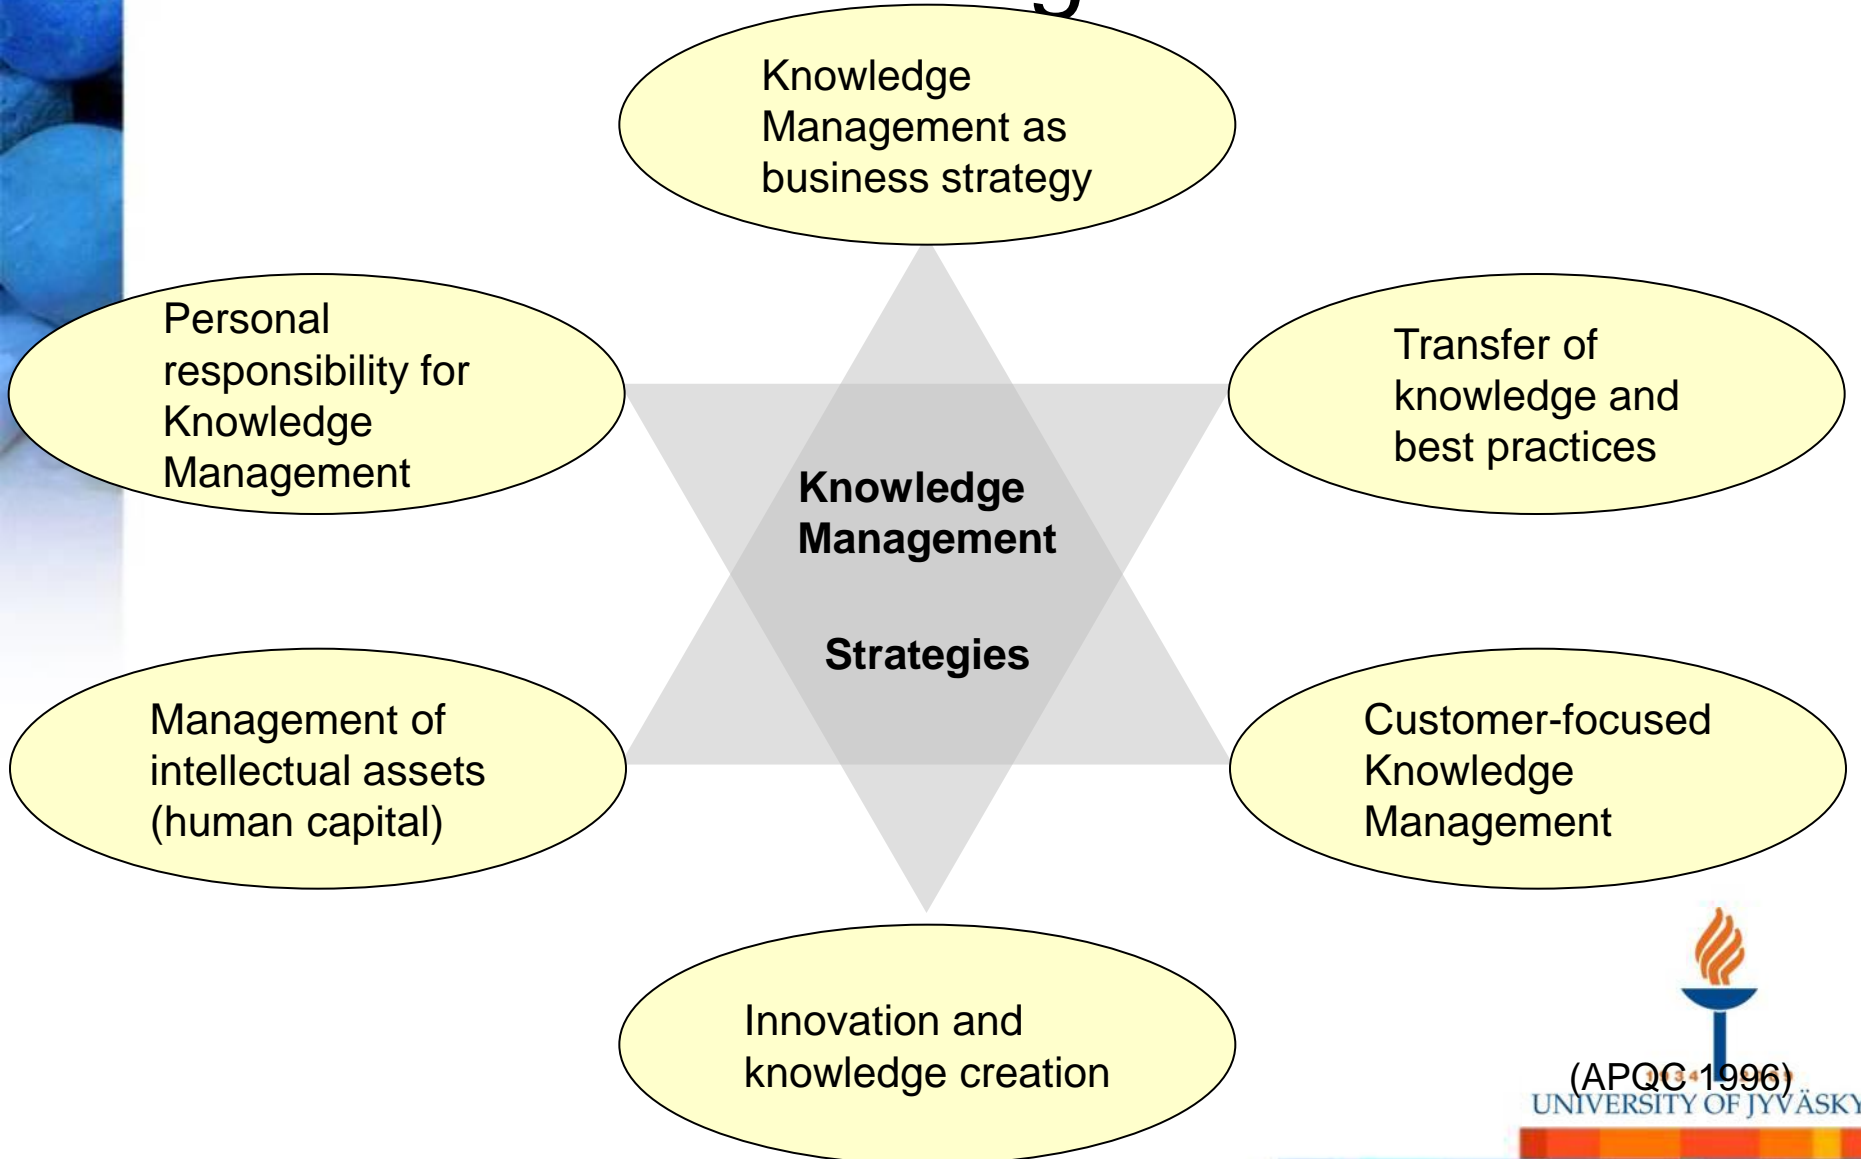 Knowledge
Management as
business strategy
Personal
responsibility for
Knowledge
Management
Transfer of
knowledge and
best practices
Knowledge
Management
Strategies
Management of
intellectual assets
(human capital)
Customer-focused
Knowledge
Management
Innovation and
knowledge creation
(APQC 1996)
UNIVERSITY OF JYVÄSKY